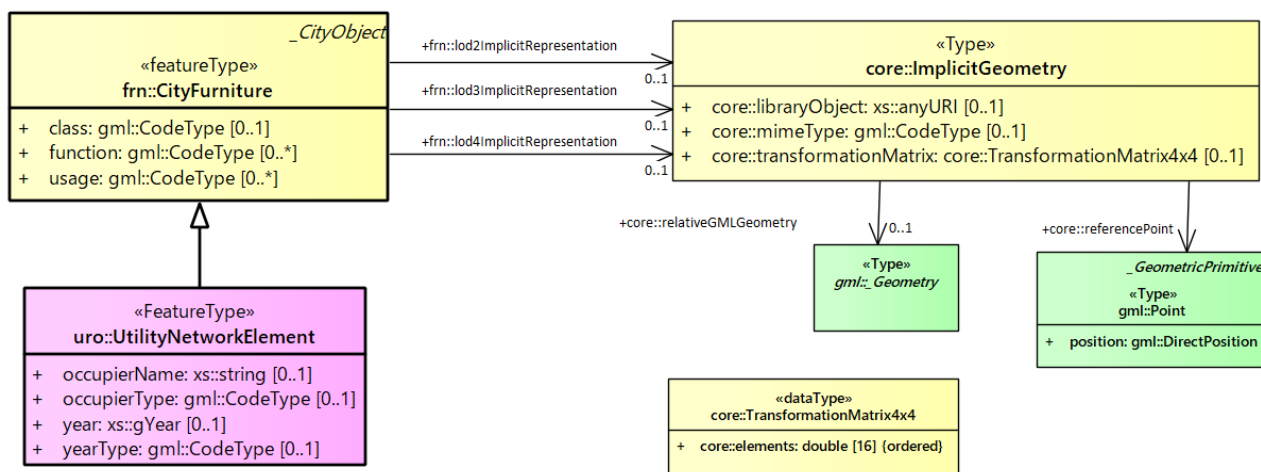 _CityObject
«featureType»
frn::CityFurniture
+ class: gml::CodeType [0..1]
+ function: gml::CodeType [0..*]
+ usage: gml::CodeType [0..*]
+frn::lod2ImplicitRepresentation
0..1
+frn::lod3ImplicitRepresentation
0..1
+frn::lod4ImplicitRepresentation
0..1
«Type»
core::ImplicitGeometry
+ core::libraryObject: xs::anyURI [0..1]
+ core::mimeType: gml::CodeType [0..1]
+ core::transformationMatrix: core::TransformationMatrix4x4 [0..1]
+core::relativeGMLGeometry
0..1
+core::referencePoint
«Type»
gml::_Geometry
_GeometricPrimitive
«Type»
gml::Point
+ position: gml::DirectPosition
«FeatureType»
uro::UtilityNetworkElement
+ occupierName: xs::string [0..1]
+ occupierType: gml::CodeType [0..1]
+ year: xs::gYear [0..1]
+ yearType: gml::CodeType [0..1]
«dataType»
core::TransformationMatrix4x4
+ core::elements: double [16] {ordered}